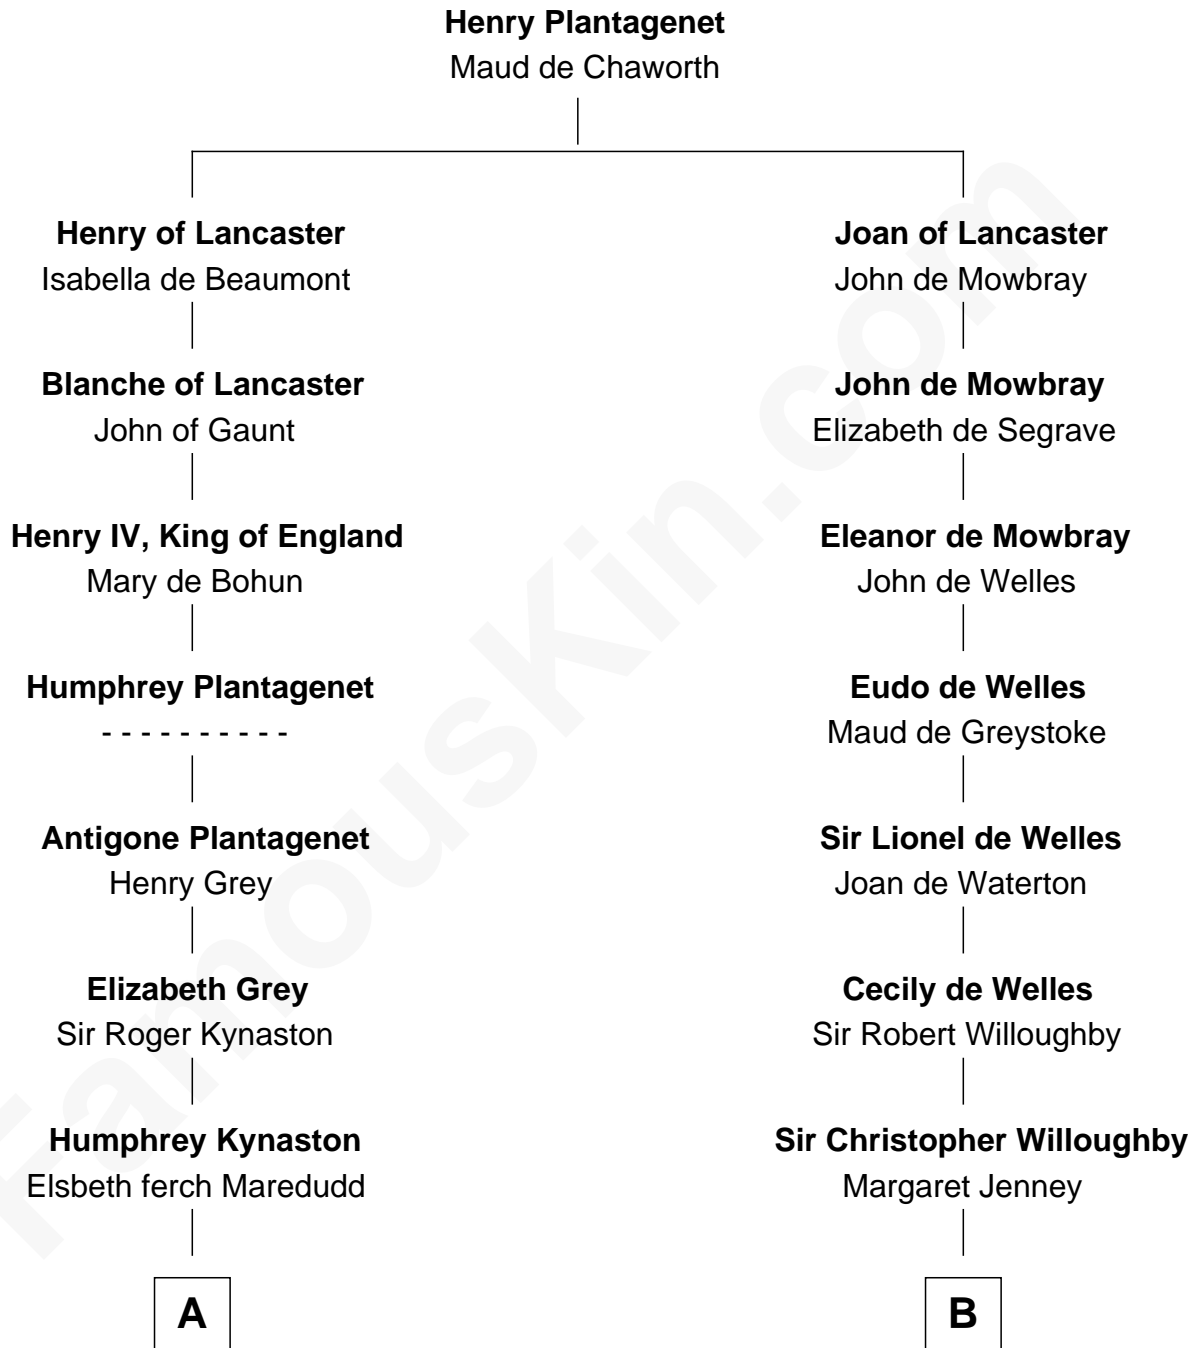 Henry Plantagenet
Maud de Chaworth
Henry of Lancaster
Isabella de Beaumont
Blanche of Lancaster
John of Gaunt
Henry IV, King of England
Mary de Bohun
Humphrey Plantagenet
- - - - - - - - - -
Antigone Plantagenet
Henry Grey
Elizabeth Grey
Sir Roger Kynaston
Humphrey Kynaston
Elsbeth ferch Maredudd
A
Joan of Lancaster
John de Mowbray
John de Mowbray
Elizabeth de Segrave
Eleanor de Mowbray
John de Welles
Eudo de Welles
Maud de Greystoke
Sir Lionel de Welles
Joan de Waterton
Cecily de Welles
Sir Robert Willoughby
Sir Christopher Willoughby
Margaret Jenney
B
FamousKin.com